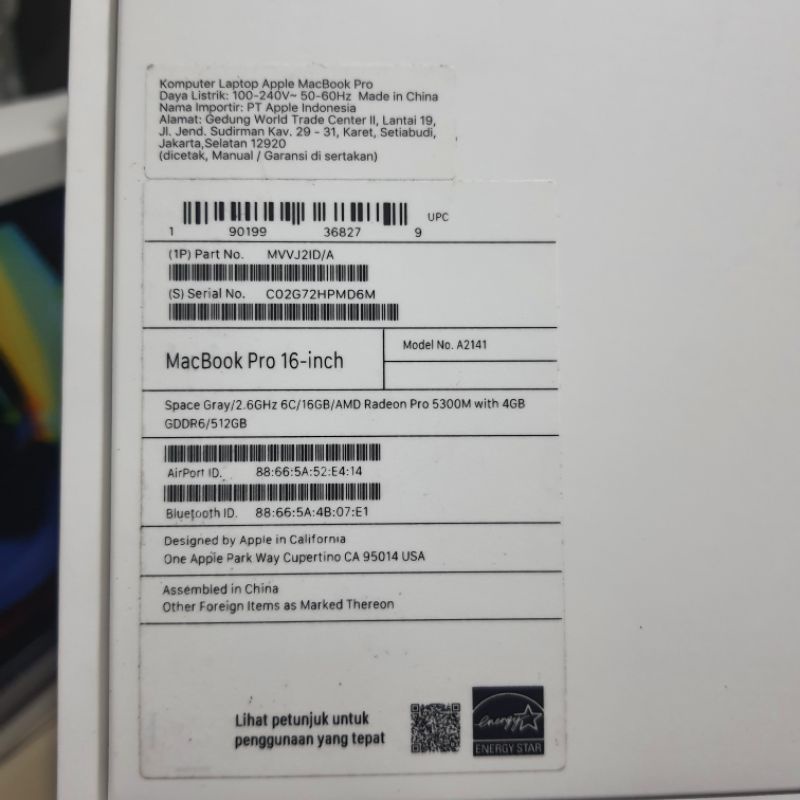 Komputer Laptop Apple MacBook Pro
Daya Listrik: 100-240V~ 50-60Hz Made in China
Nama Importir: PT Apple Indonesia
Alamat: Gedung World Trade Center II, Lantai 19,
Jl. Jend. Sudirman Kav. 29 - 31, Karet, Setiabudi,
Jakarta,Selatan 12920
(dicetak, Manual / Garansi di sertakan)
UPC
1 90199 36827 9
(1P) Part No. MVVJ2ID/A
(S) Serial No. C02G72HPMD6M
MacBook Pro 16-inch
Model No. A2141
Space Gray/2.6GHz 6C/16GB/AMD Radeon Pro 5300M with 4GB
GDDR6/512GB
AirPort ID. 88:66:5A:52:E4:14
Bluetooth ID. 88:66:5A:4B:07:E1
Designed by Apple in California
One Apple Park Way Cupertino CA 95014 USA
Assembled in China
Other Foreign Items as Marked Thereon
Lihat petunjuk untuk
penggunaan yang tepat
energy
ENERGY STAR